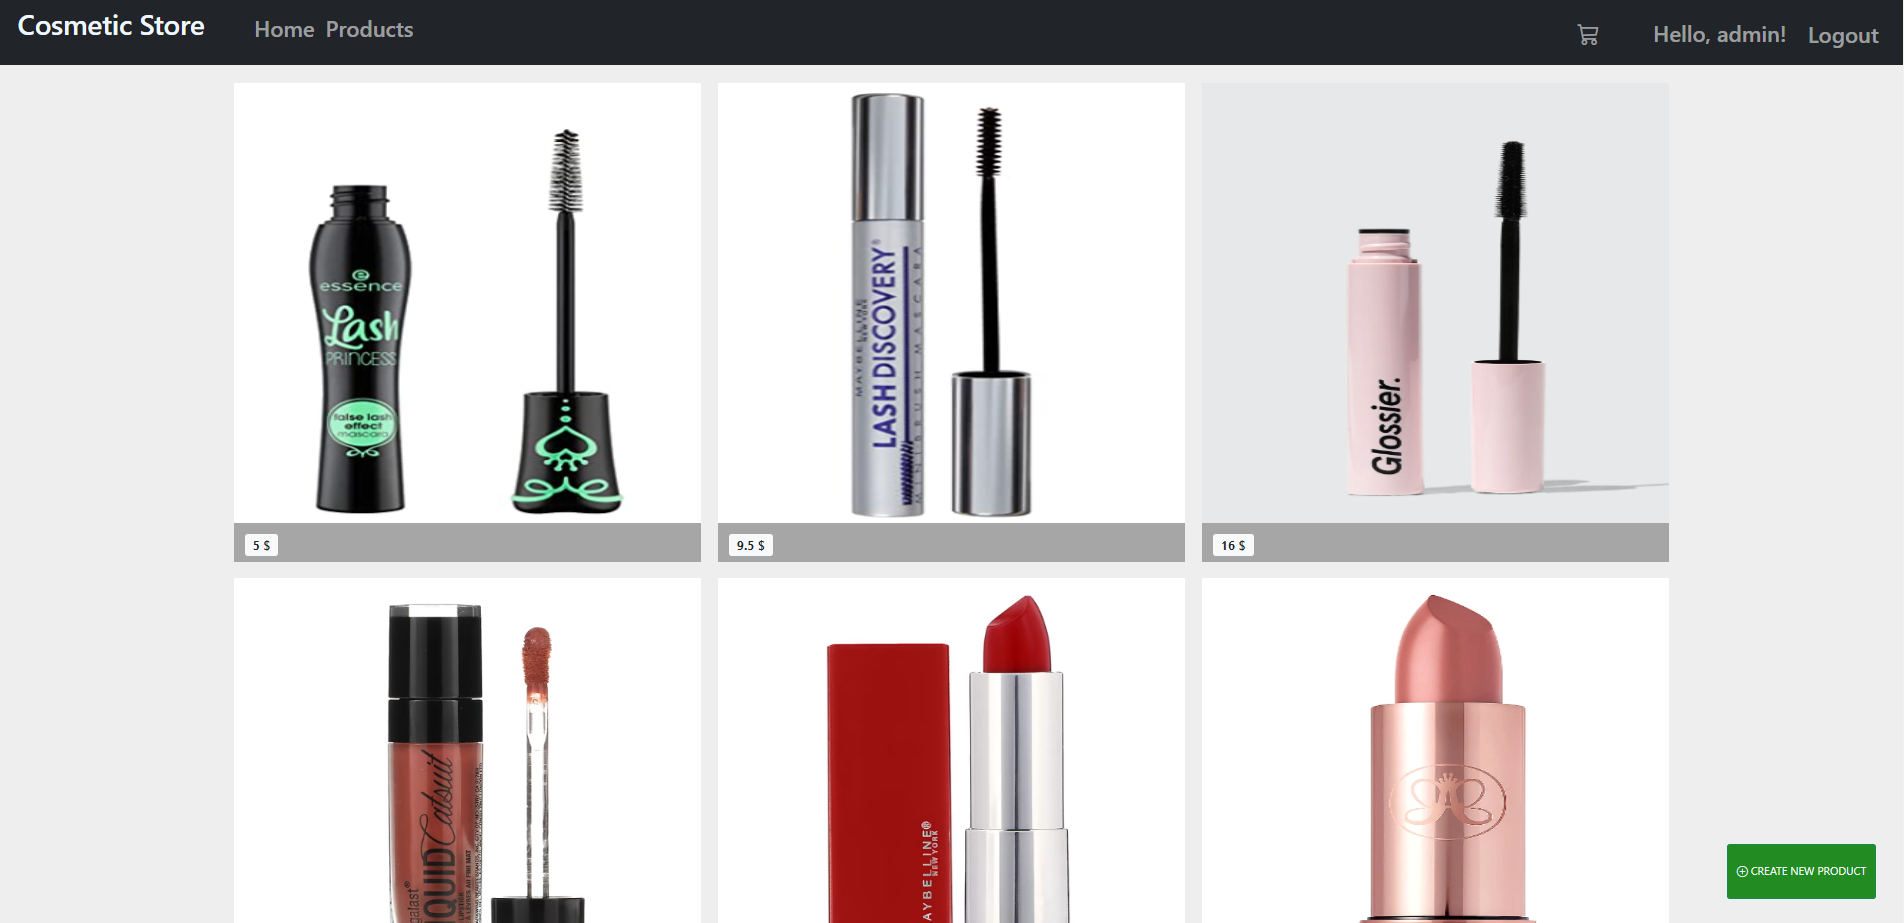 Cosmetic Store
Home Products
Hello, admin! Logout
essence
Lash
PRINCESS
false lash
effect
mascara
MAYBELLINE
NEW YORK
LASH DISCOVERY®
MINI BRUSH MASCARA
Glossier.
5 $
9.5 $
16 $
Catsuit
MAYBELLINE®
NEW YORK
CREATE NEW PRODUCT